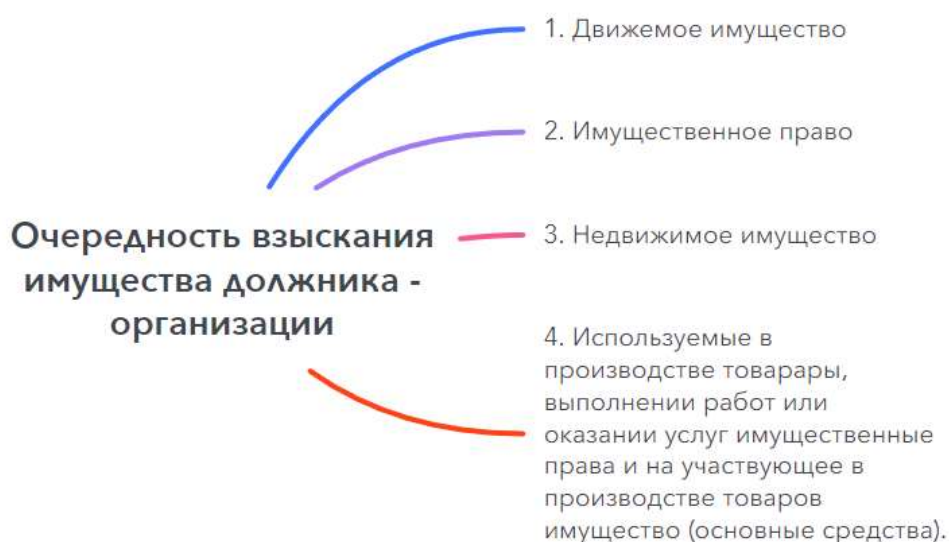 1. Движемое имущество
2. Имущественное право
Очередность взыскания
имущества должника -
организации
3. Недвижимое имущество
4. Используемые в
производстве товарары,
выполнении работ или
оказании услуг имущественные
права и на участвующее в
производстве товаров
имущество (основные средства).